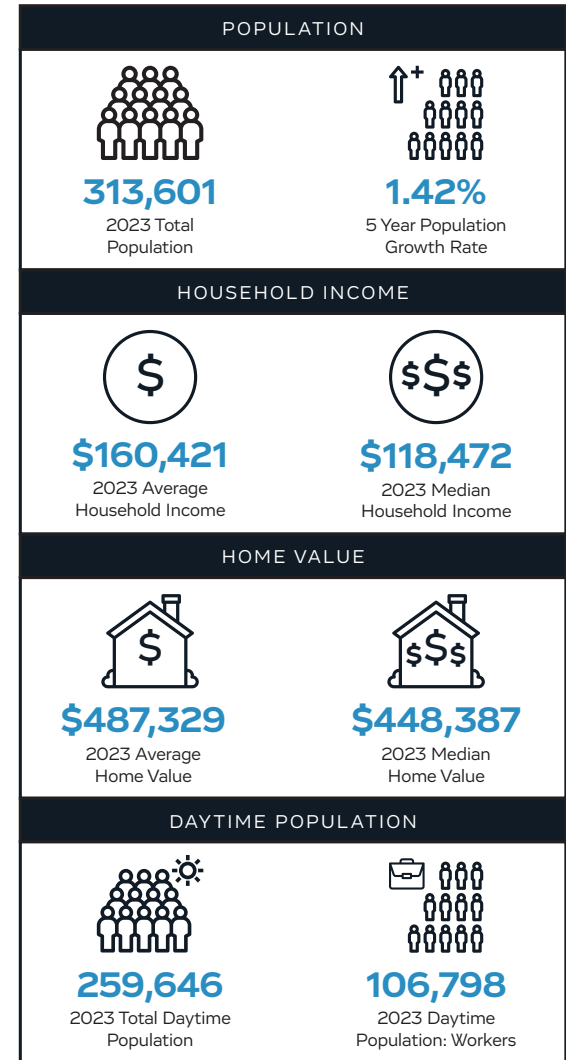 POPULATION
313,601
2023 Total
Population
1.42%
5 Year Population
Growth Rate
HOUSEHOLD INCOME
$
$160,421
2023 Average
Household Income
$$$
$118,472
2023 Median
Household Income
HOME VALUE
$
$487,329
2023 Average
Home Value
$$$
$448,387
2023 Median
Home Value
DAYTIME POPULATION
259,646
2023 Total Daytime
Population
106,798
2023 Daytime
Population: Workers